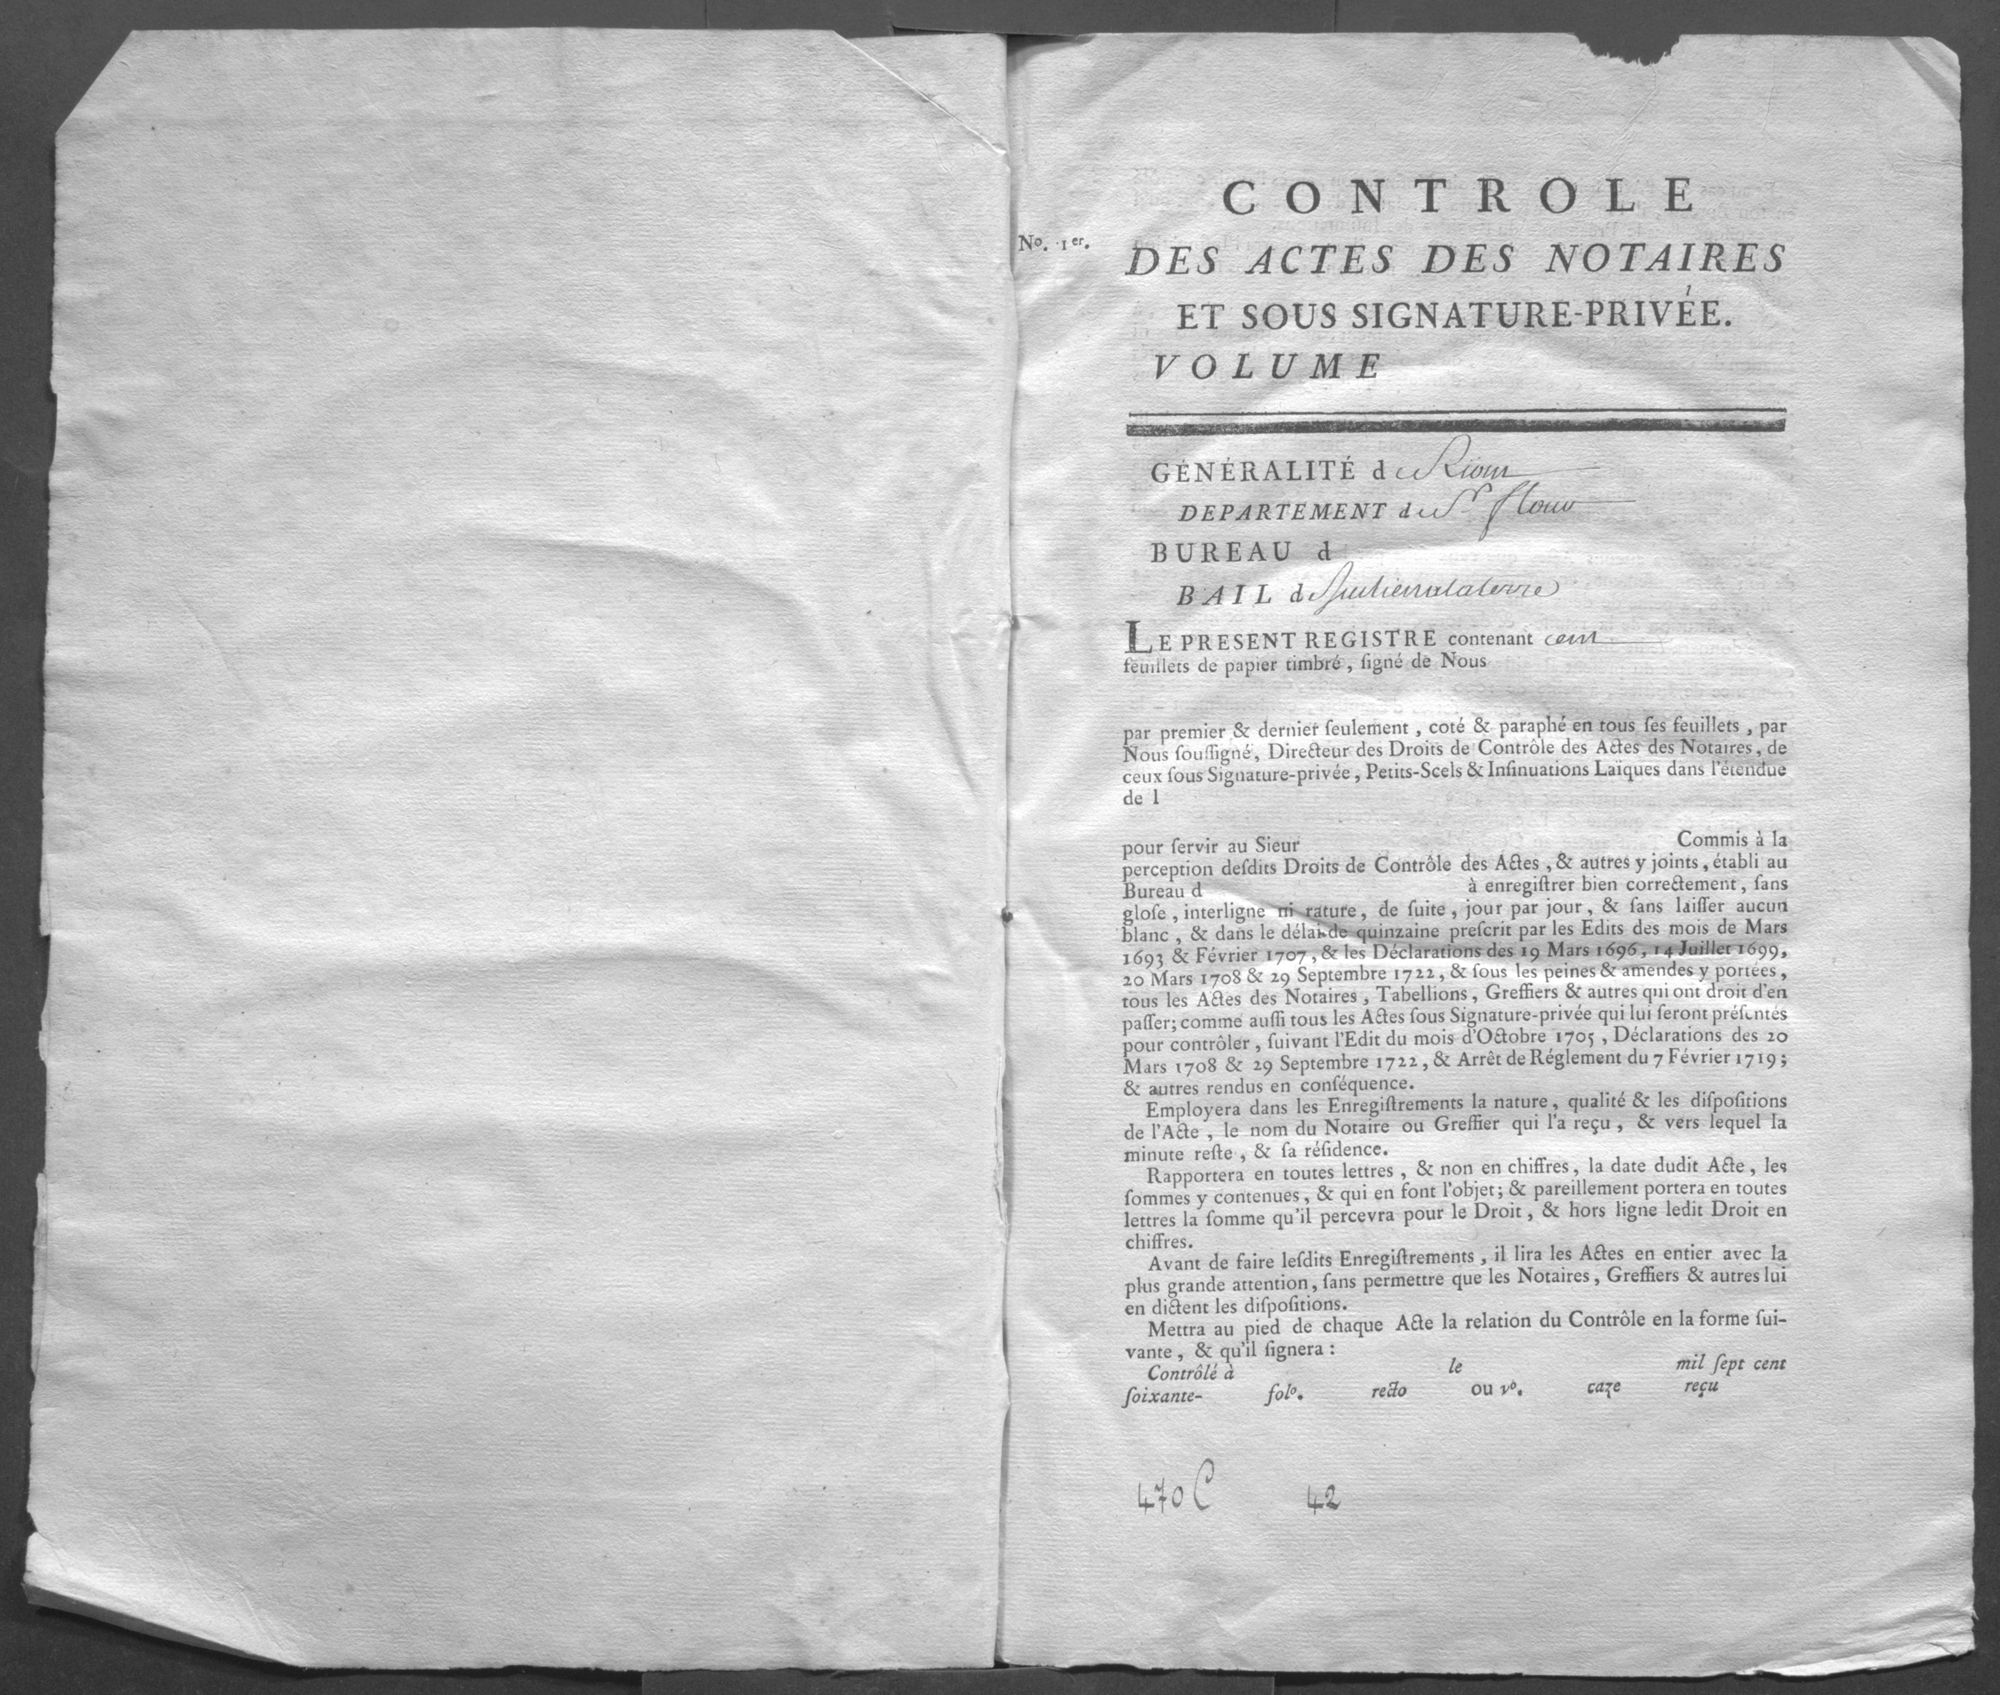 No. 1er.
CONTROLE
DES ACTES DES NOTAIRES
ET SOUS SIGNATURE-PRIVÉE.
VOLUME
GÉNÉRALITÉ de Riom
DEPARTEMENT de St flour
BUREAU d
BAIL de Julienalaterre
LE PRESENT REGISTRE contenant cent
feuillets de papier timbré, ſigné de Nous
par premier & dernier ſeulement, coté & paraphé en tous ſes feuillets, par
Nous ſouſſigné, Directeur des Droits de Contrôle des Actes des Notaires, de
ceux ſous Signature-privée, Petits-Scels & Inſinuations Laïques dans l'étendue
de l
pour ſervir au Sieur Commis à la
perception deſdits Droits de Contrôle des Actes, & autres y joints, établi au
Bureau d à enregiſtrer bien correctement, ſans
gloſe, interligne ni rature, de ſuite, jour par jour, & ſans laiſſer aucun
blanc, & dans le délai de quinzaine preſcrit par les Edits des mois de Mars
1693 & Février 1707, & les Déclarations des 19 Mars 1696, 14 Juillet 1699,
20 Mars 1708 & 29 Septembre 1722, & ſous les peines & amendes y portées,
tous les Actes des Notaires, Tabellions, Greffiers & autres qui ont droit d'en
paſſer; comme auſſi tous les Actes ſous Signature-privée qui lui ſeront préſentés
pour contrôler, ſuivant l'Edit du mois d'Octobre 1705, Déclarations des 20
Mars 1708 & 29 Septembre 1722, & Arrêt de Réglement du 7 Février 1719;
& autres rendus en conſéquence.
Employera dans les Enregiſtrements la nature, qualité & les diſpoſitions
de l'Acte, le nom du Notaire ou Greffier qui l'a reçu, & vers lequel la
minute reſte, & ſa réſidence.
Rapportera en toutes lettres, & non en chiffres, la date dudit Acte, les
ſommes y contenues, & qui en font l'objet; & pareillement portera en toutes
lettres la ſomme qu'il percevra pour le Droit, & hors ligne ledit Droit en
chiffres.
Avant de faire leſdits Enregiſtrements, il lira les Actes en entier avec la
plus grande attention, ſans permettre que les Notaires, Greffiers & autres lui
en dictent les diſpoſitions.
Mettra au pied de chaque Acte la relation du Contrôle en la forme ſui-
vante, & qu'il ſignera :
Contrôlé à le mil ſept cent
ſoixante- folo. recto ou vo. caze reçu
470 C 42